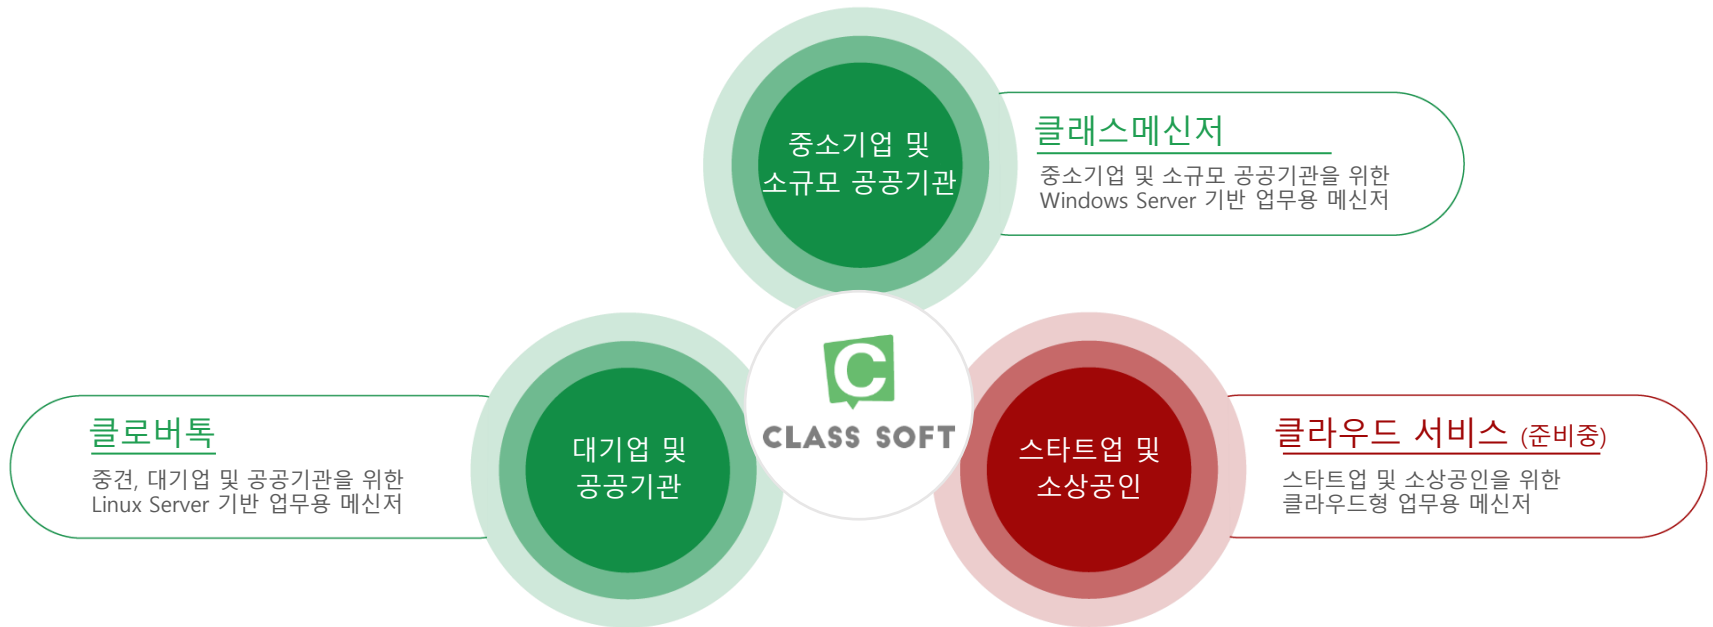 중소기업 및
소규모 공공기관
클래스메신저
중소기업 및 소규모 공공기관을 위한
Windows Server 기반 업무용 메신저
C
CLASS SOFT
클로버톡
중견, 대기업 및 공공기관을 위한
Linux Server 기반 업무용 메신저
대기업 및
공공기관
스타트업 및
소상공인
클라우드 서비스 (준비중)
스타트업 및 소상공인을 위한
클라우드형 업무용 메신저